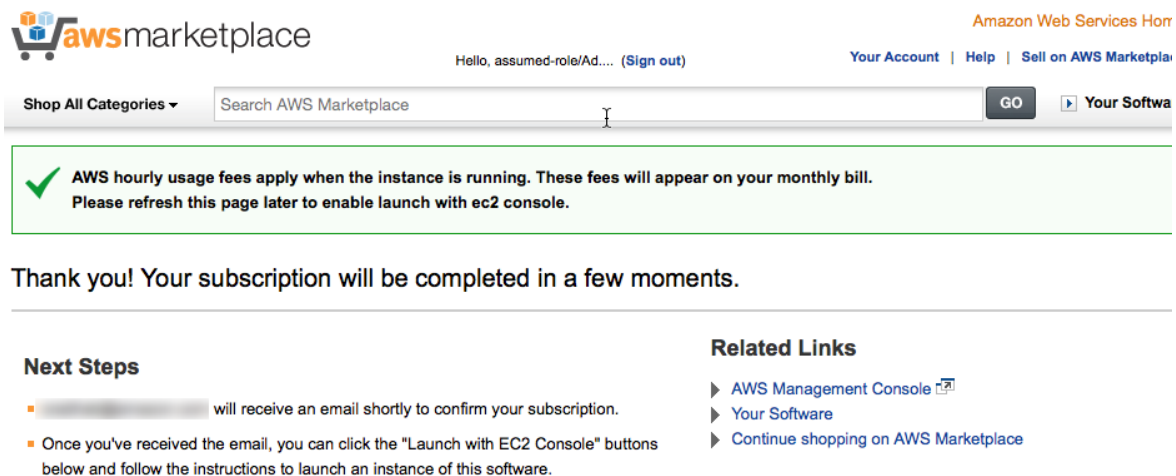 awsmarketplace
Amazon Web Services Hom
Hello, assumed-role/Ad.... (Sign out)
Your Account | Help | Sell on AWS Marketplac
Shop All Categories
Search AWS Marketplace
GO
Your Softwa
AWS hourly usage fees apply when the instance is running. These fees will appear on your monthly bill.
Please refresh this page later to enable launch with ec2 console.
Thank you! Your subscription will be completed in a few moments.
Next Steps
will receive an email shortly to confirm your subscription.
Once you've received the email, you can click the "Launch with EC2 Console" buttons
below and follow the instructions to launch an instance of this software.
Related Links
AWS Management Console
Your Software
Continue shopping on AWS Marketplace